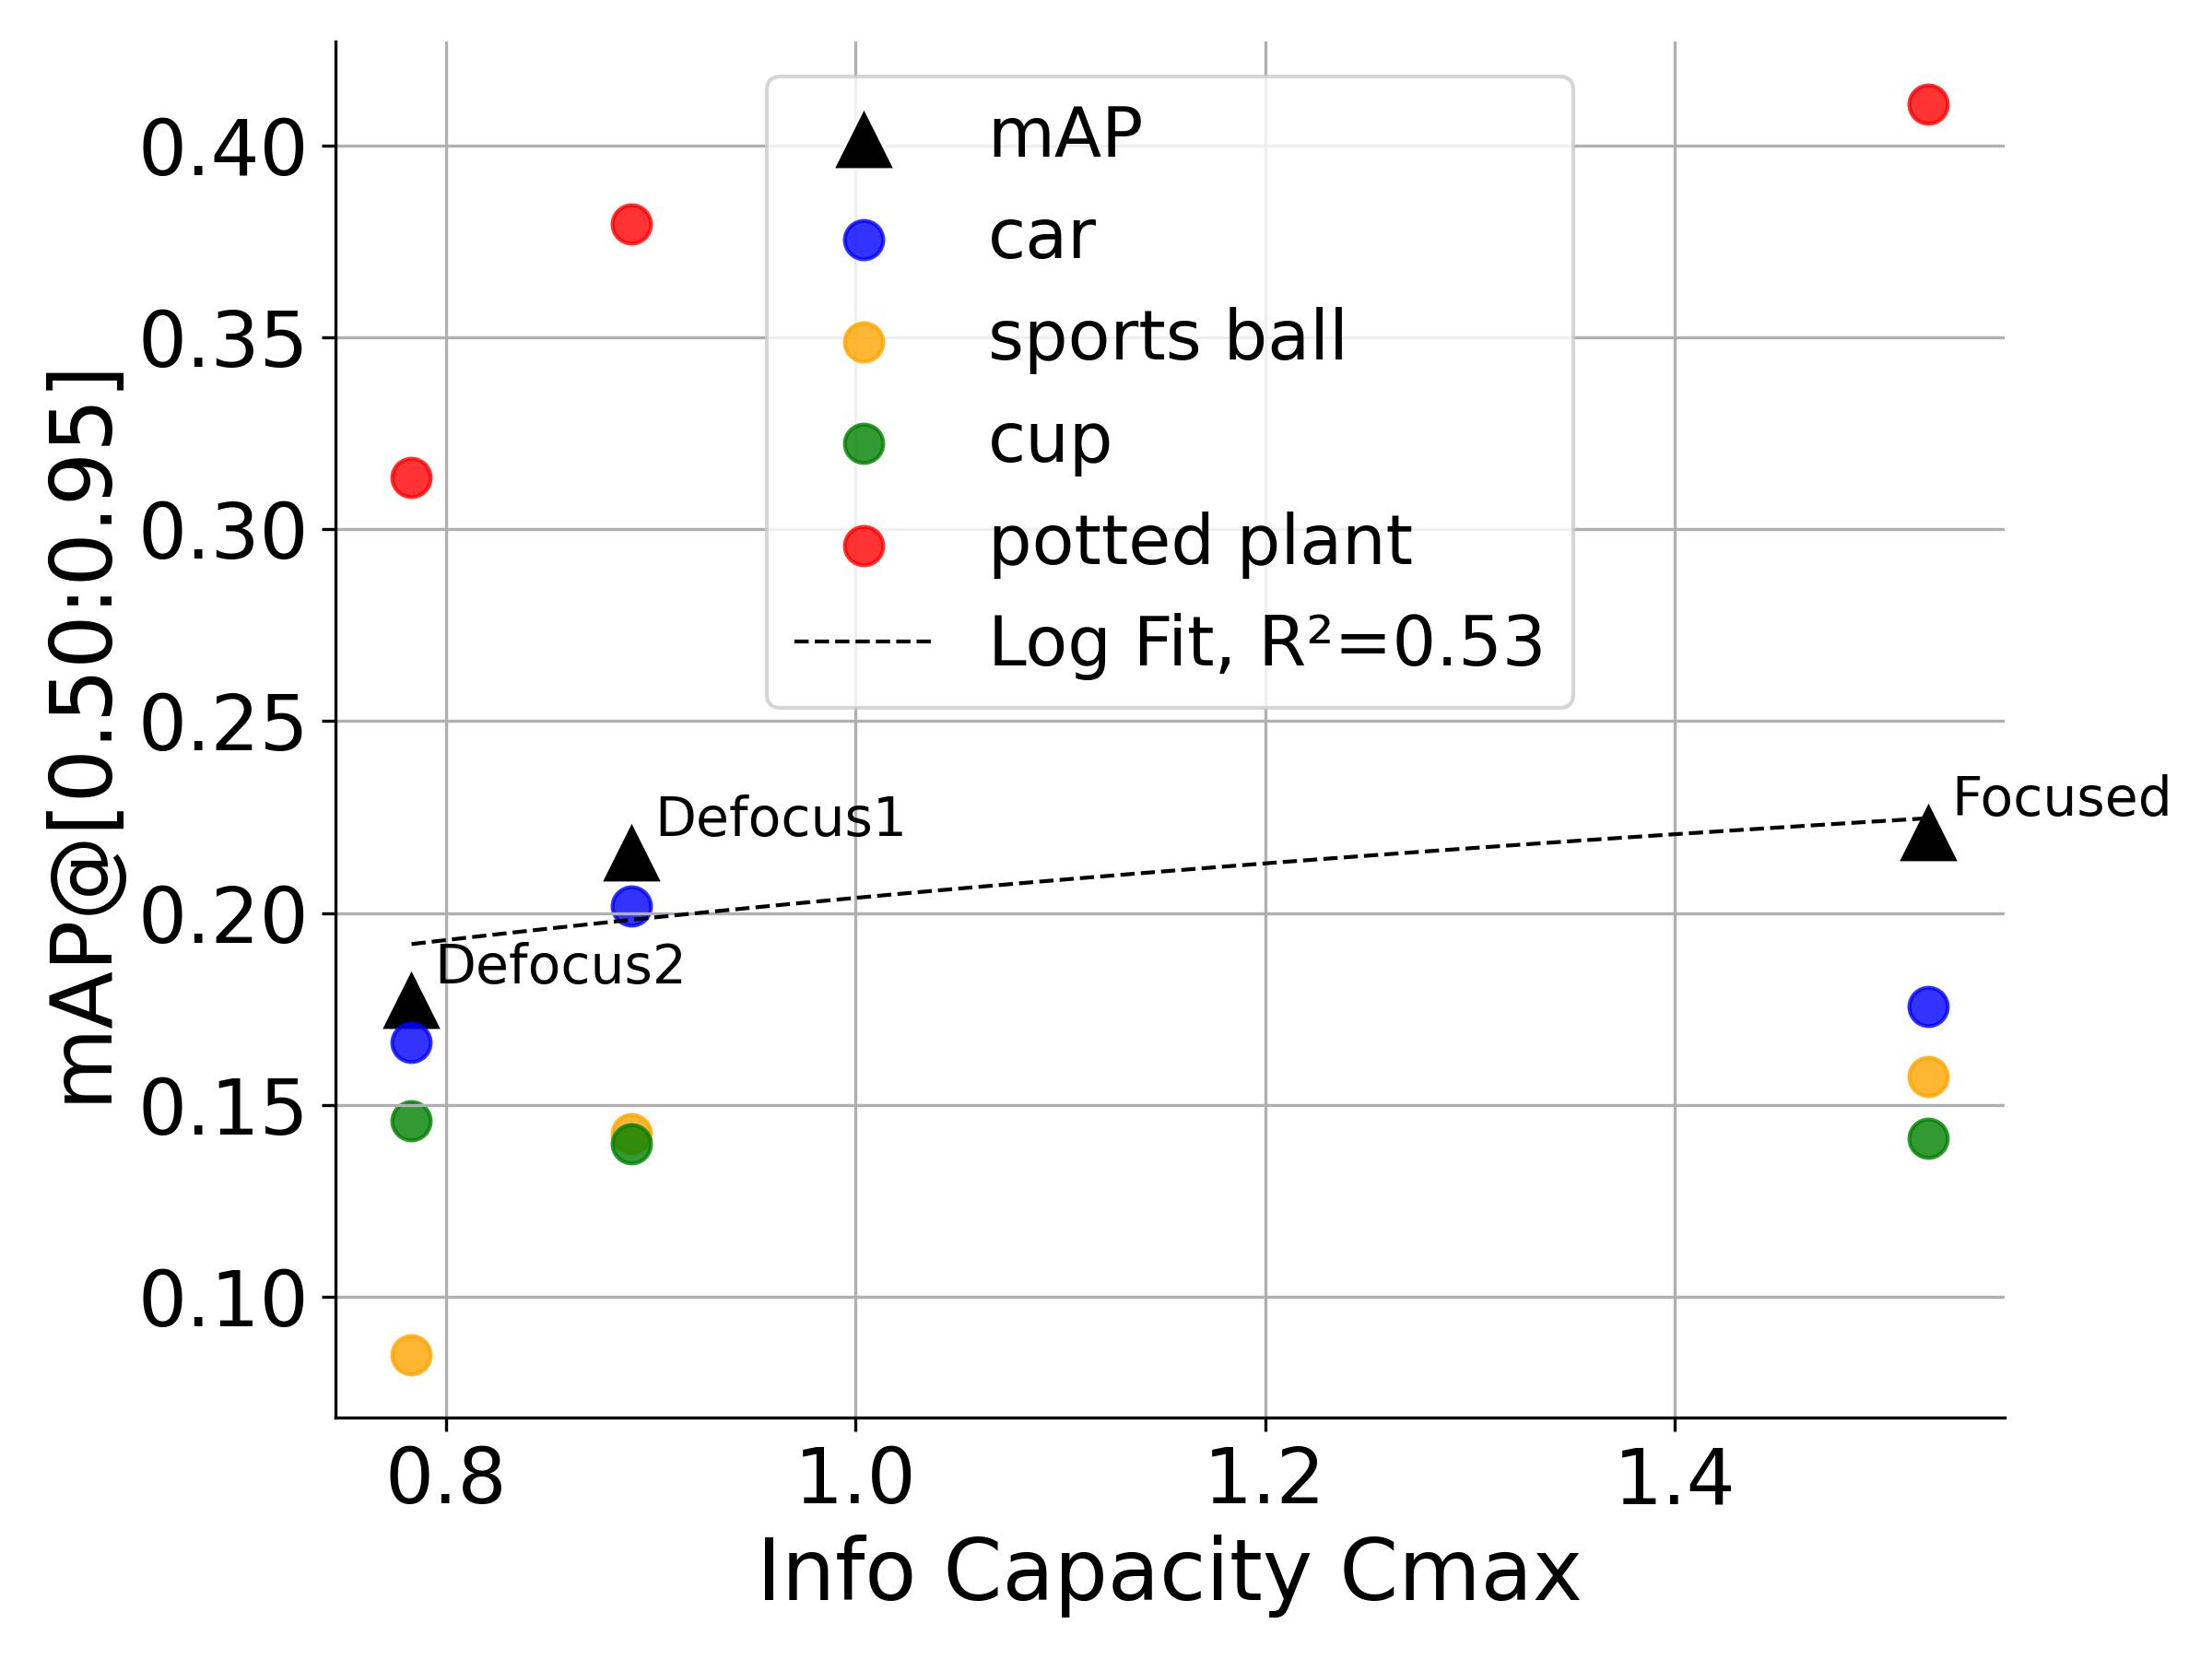 mAP@[0.50:0.95]
0.40
0.35
0.30
0.25
0.20
0.15
0.10
mAP
car
sports ball
cup
potted plant
Log Fit, R²=0.53
Defocus1
Focused
Defocus2
0.8 1.0 1.2 1.4
Info Capacity Cmax